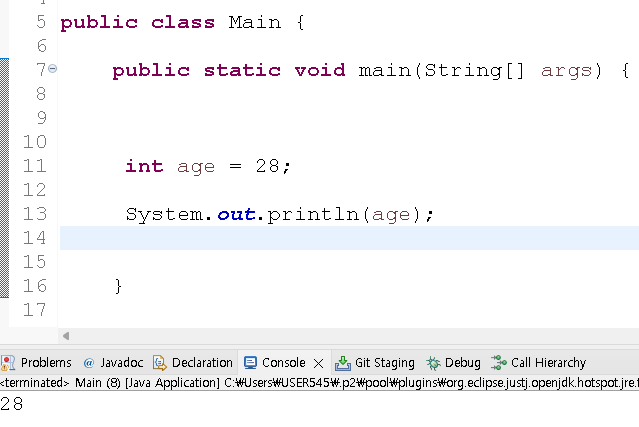 5 public class Main {
6
7 public static void main(String[] args) {
8
9
10
11 int age = 28;
12
13 System.out.println(age);
14
15
16 }
17
Problems @ Javadoc Declaration Console Git Staging Debug Call Hierarchy
<terminated> Main (8) [Java Application] C:₩Users₩USER545₩.p2₩pool₩plugins₩org.eclipse.justj.openjdk.hotspot.jre.f
28